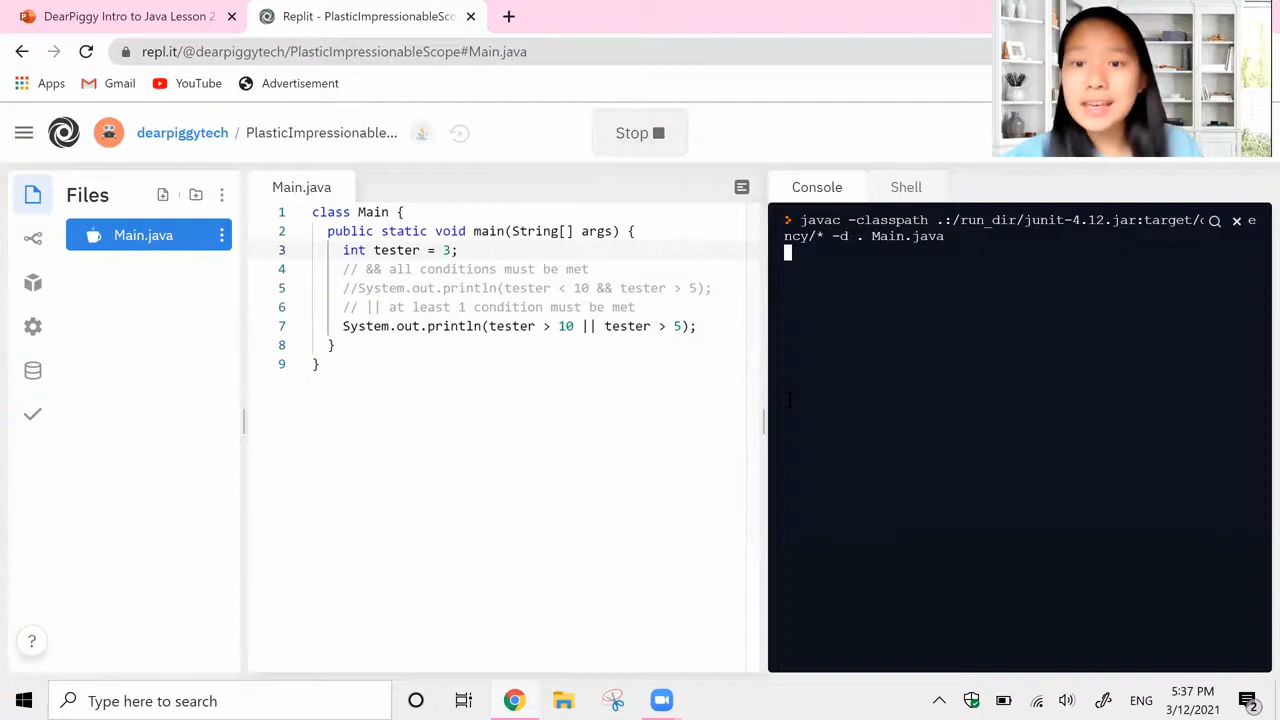 DearPiggy Intro to Java Lesson 2
Replit - PlasticImpressionableSco
repl.it/@dearpiggytech/PlasticImpressionableScope#Main.java
Apps Gmail YouTube Advertisement
dearpiggytech / PlasticImpressionable...
Stop
Files
Main.java
Main.java
1 class Main {
2 public static void main(String[] args) {
3 int tester = 3;
4 // && all conditions must be met
5 //System.out.println(tester < 10 && tester > 5);
6 // || at least 1 condition must be met
7 System.out.println(tester > 10 || tester > 5);
8 }
9 }
Console Shell
> javac -classpath .:/run_dir/junit-4.12.jar:target/ e
ncy/* -d . Main.java
?
Type here to search
ENG
5:37 PM
3/12/2021
2